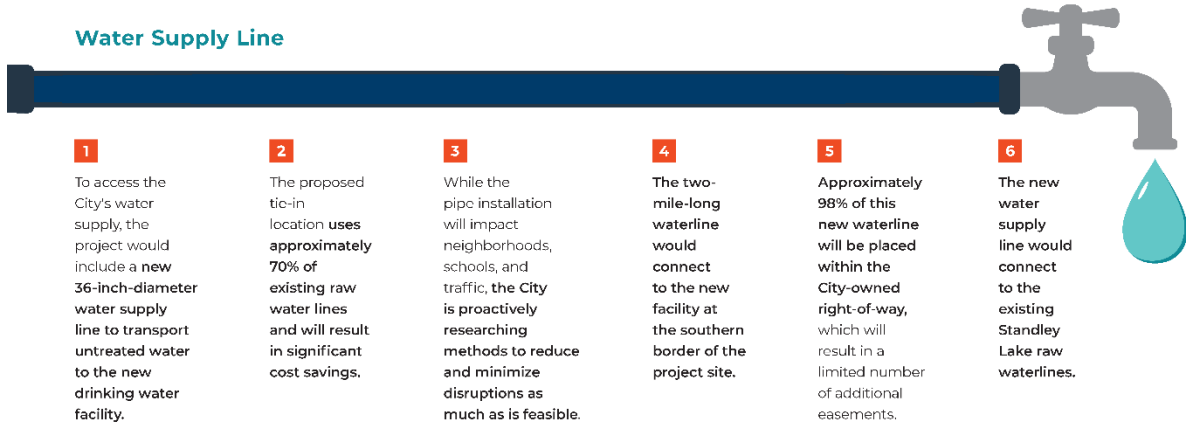 Water Supply Line
1
To access the
City's water
supply, the
project would
include a new
36-inch-diameter
water supply
line to transport
untreated water
to the new
drinking water
facility.
2
The proposed
tie-in
location uses
approximately
70% of
existing raw
water lines
and will result
in significant
cost savings.
3
While the
pipe installation
will impact
neighborhoods,
schools, and
traffic, the City
is proactively
researching
methods to reduce
and minimize
disruptions as
much as is feasible.
4
The two-
mile-long
waterline
would
connect
to the new
facility at
the southern
border of the
project site.
5
Approximately
98% of this
new waterline
will be placed
within the
City-owned
right-of-way,
which will
result in a
limited number
of additional
easements.
6
The new
water
supply
line would
connect
to the
existing
Standley
Lake raw
waterlines.